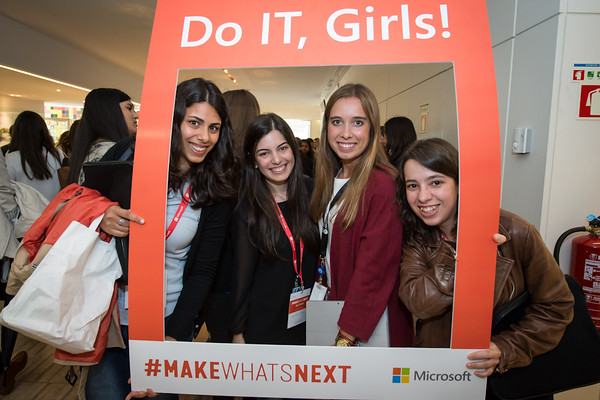 Do IT, Girls!
#MAKEWHATSNEXT
Microsoft